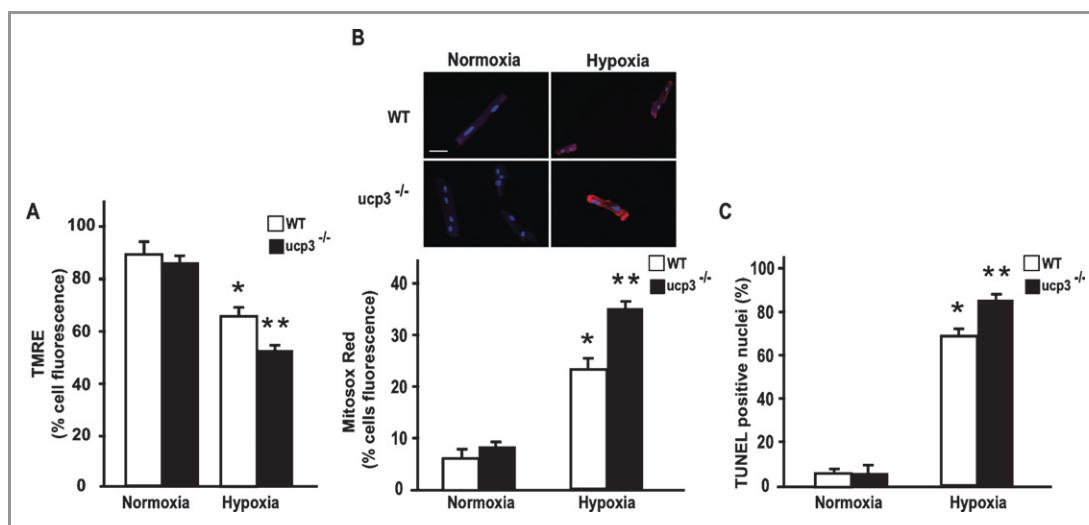 B
Normoxia Hypoxia
WT
ucp3 -/-
A
TMRE
(% cell fluorescence)
100
80
60
40
20
0
WT
ucp3 -/-
*
**
Normoxia Hypoxia
Mitosox Red
(% cells fluorescence)
40
30
20
10
0
WT
ucp3 -/-
*
**
Normoxia Hypoxia
C
TUNEL positive nuclei (%)
100
80
60
40
20
0
WT
ucp3 -/-
*
**
Normoxia Hypoxia